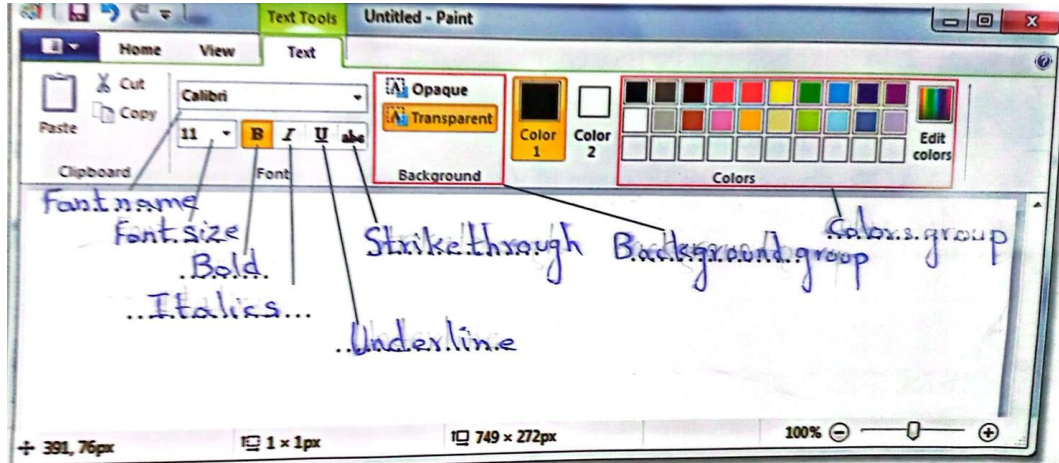 Text Tools Untitled - Paint
Home View Text
Cut
Copy
Paste
Clipboard
Calibri
11 B I U abc
Font
Opaque
Transparent
Background
Color 1
Color 2
Edit colors
Colors
Font name
Font size
Bold
Italics
Underline
Strikethrough
Background group
Colors group
391, 76px 1 × 1px 749 × 272px 100%